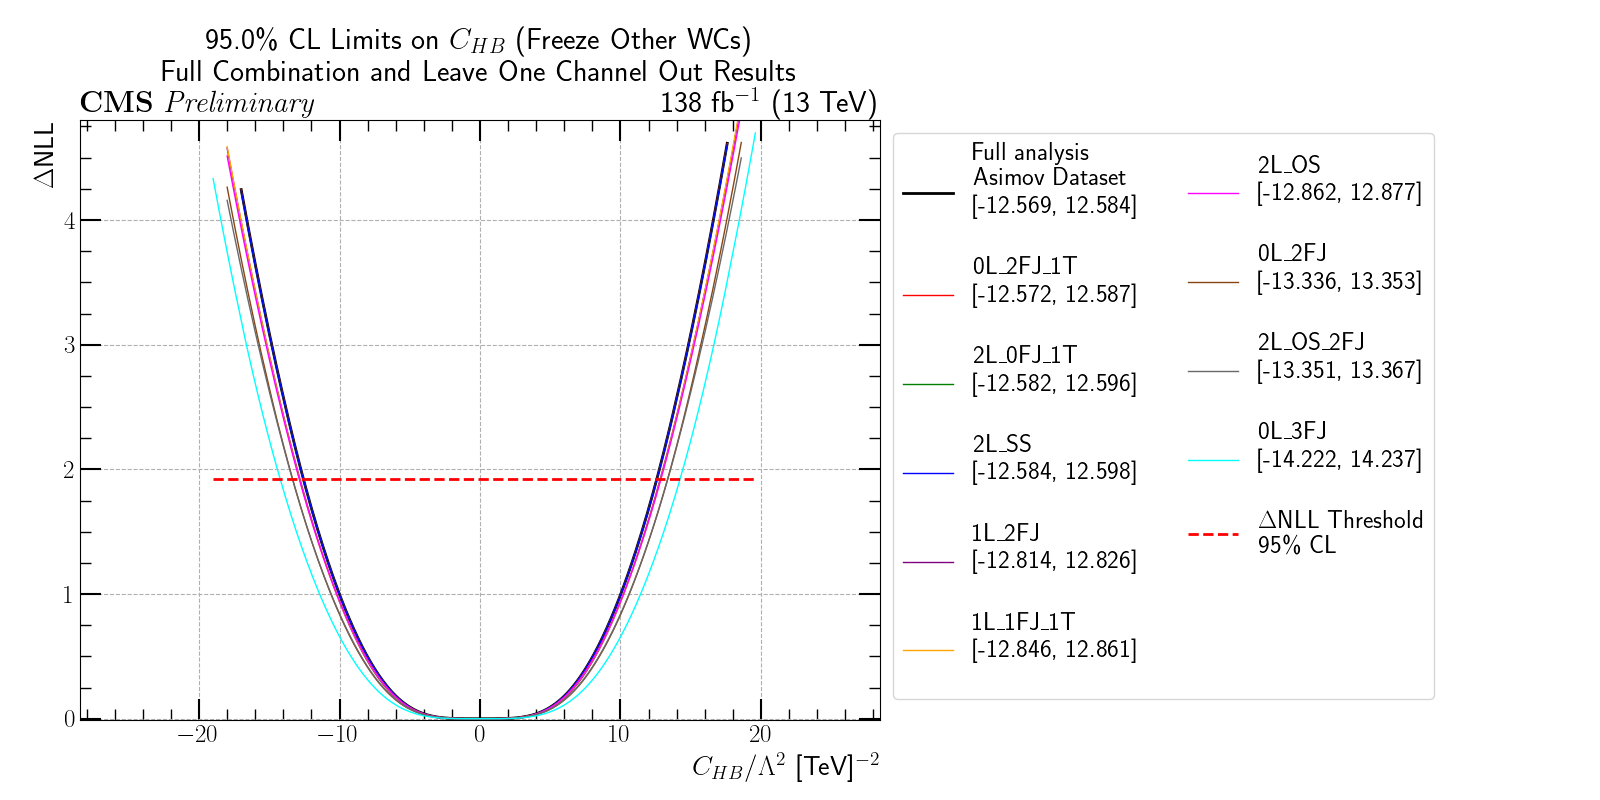 95.0% CL Limits on C_{HB} (Freeze Other WCs)
Full Combination and Leave One Channel Out Results
CMS Preliminary
138 fb^{−1} (13 TeV)
ΔNLL
4
3
2
1
0
−20
−10
0
10
20
C_{HB}/Λ^2 [TeV]^{−2}
Full analysis
Asimov Dataset
[-12.569, 12.584]
0L_2FJ_1T
[-12.572, 12.587]
2L_0FJ_1T
[-12.582, 12.596]
2L_SS
[-12.584, 12.598]
1L_2FJ
[-12.814, 12.826]
1L_1FJ_1T
[-12.846, 12.861]
2L_OS
[-12.862, 12.877]
0L_2FJ
[-13.336, 13.353]
2L_OS_2FJ
[-13.351, 13.367]
0L_3FJ
[-14.222, 14.237]
ΔNLL Threshold
95% CL